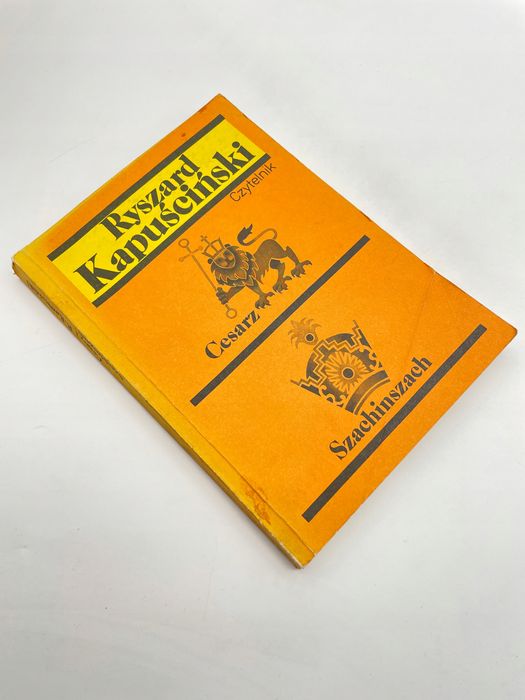 Ryszard
Kapuściński
Czytelnik
Cesarz
Szachinszach